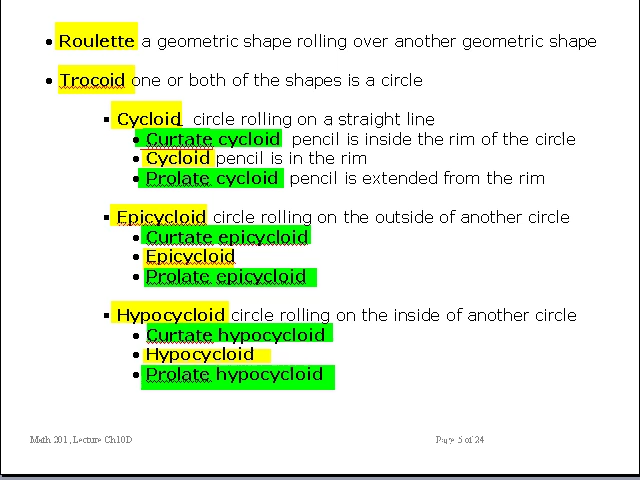 • Roulette a geometric shape rolling over another geometric shape
• Trocoid one or both of the shapes is a circle
▪ Cycloid circle rolling on a straight line
• Curtate cycloid pencil is inside the rim of the circle
• Cycloid pencil is in the rim
• Prolate cycloid pencil is extended from the rim
▪ Epicycloid circle rolling on the outside of another circle
• Curtate epicycloid
• Epicycloid
• Prolate epicycloid
▪ Hypocycloid circle rolling on the inside of another circle
• Curtate hypocycloid
• Hypocycloid
• Prolate hypocycloid
Math 201, Lecture Ch10D Page 5 of 24